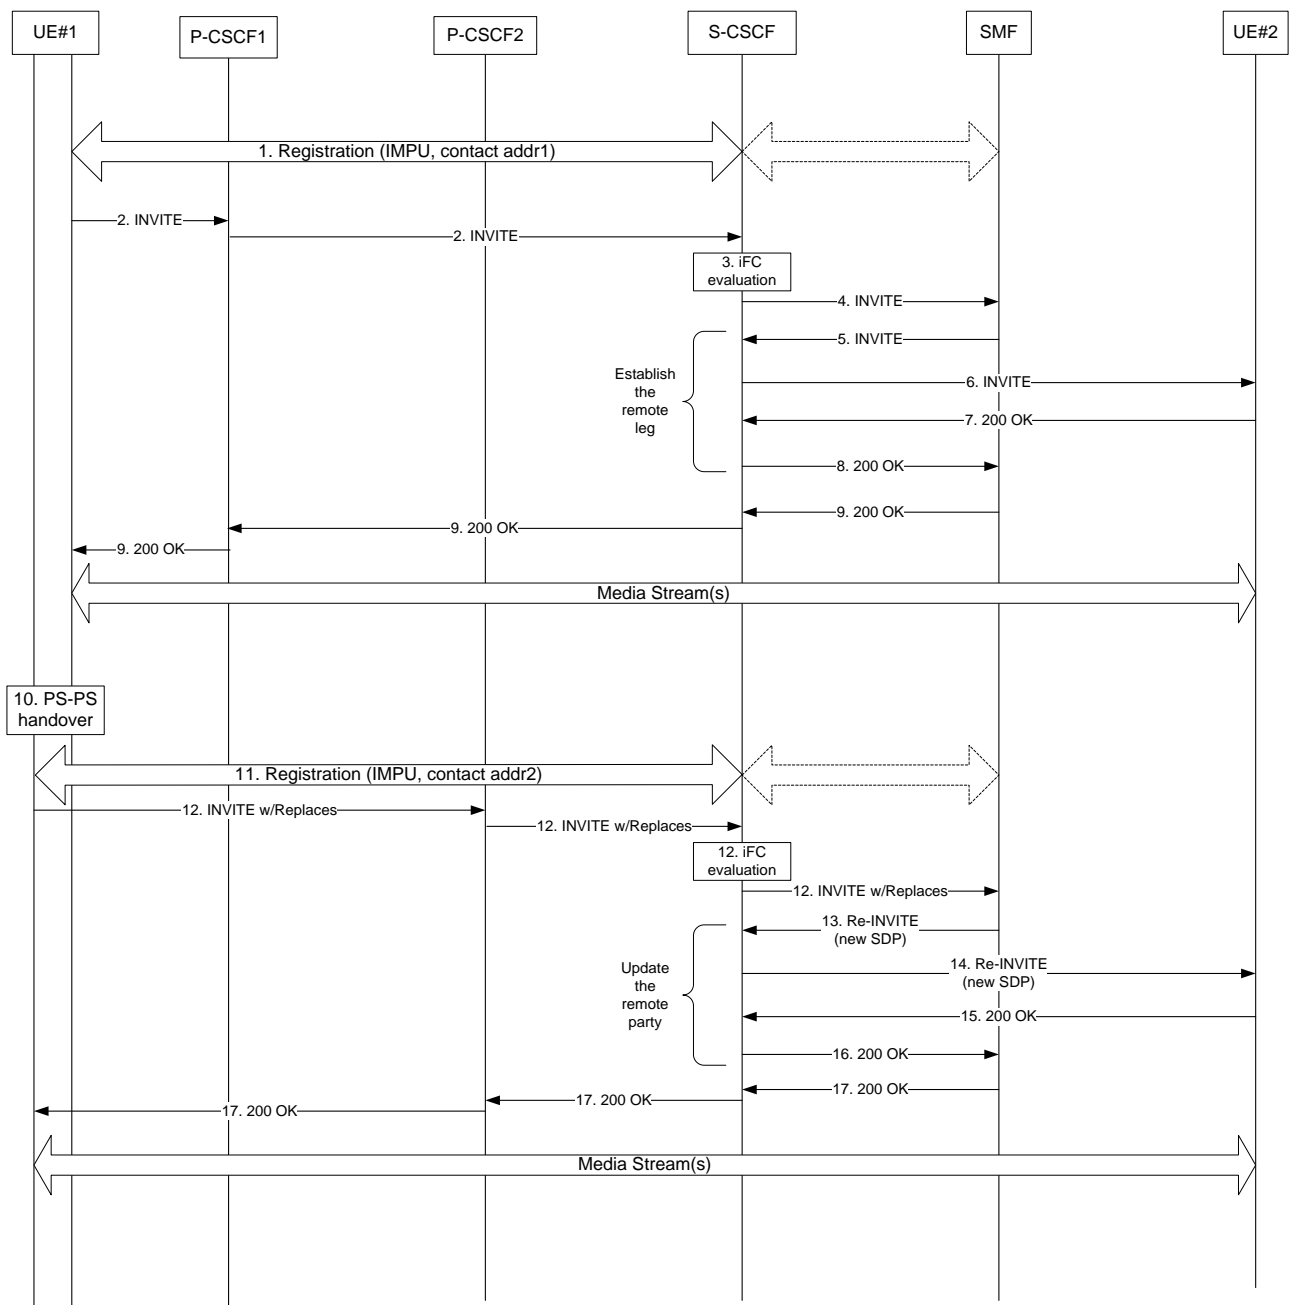 UE#1
P-CSCF1
P-CSCF2
S-CSCF
SMF
UE#2
1. Registration (IMPU, contact addr1)
2. INVITE
2. INVITE
3. iFC
evaluation
4. INVITE
5. INVITE
Establish
the
remote
leg
6. INVITE
7. 200 OK
8. 200 OK
9. 200 OK
9. 200 OK
9. 200 OK
Media Stream(s)
10. PS-PS
handover
11. Registration (IMPU, contact addr2)
12. INVITE w/Replaces
12. INVITE w/Replaces
12. iFC
evaluation
12. INVITE w/Replaces
13. Re-INVITE
(new SDP)
Update
the
remote
party
14. Re-INVITE
(new SDP)
15. 200 OK
16. 200 OK
17. 200 OK
17. 200 OK
17. 200 OK
Media Stream(s)